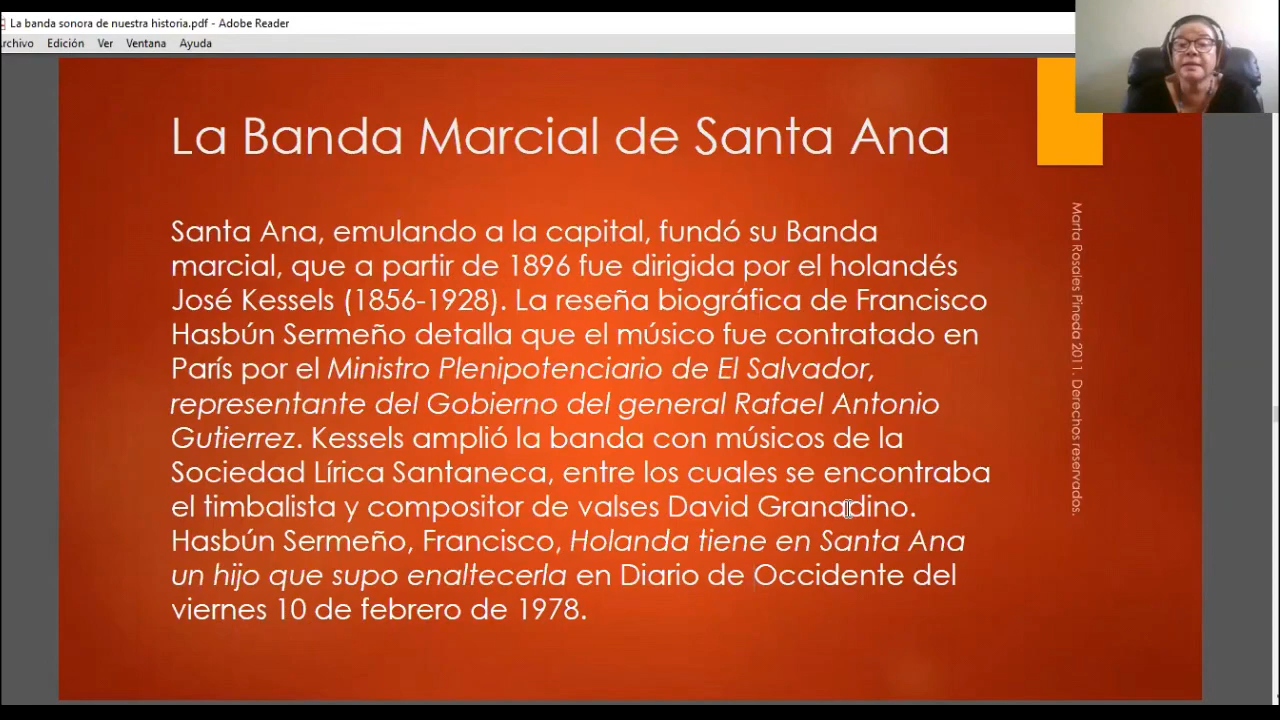 La banda sonora de nuestra historia.pdf - Adobe Reader
Edición Ver Ventana Ayuda
La Banda Marcial de Santa Ana
Santa Ana, emulando a la capital, fundó su Banda
marcial, que a partir de 1896 fue dirigida por el holandés
José Kessels (1856-1928). La reseña biográfica de Francisco
Hasbún Sermeño detalla que el músico fue contratado en
París por el Ministro Plenipotenciario de El Salvador,
representante del Gobierno del general Rafael Antonio
Gutierrez. Kessels amplió la banda con músicos de la
Sociedad Lírica Santaneca, entre los cuales se encontraba
el timbalista y compositor de valses David Granadino.
Hasbún Sermeño, Francisco, Holanda tiene en Santa Ana
un hijo que supo enaltecerla en Diario de Occidente del
viernes 10 de febrero de 1978.
Marta Rosales Pineda 2011. Derechos reservados.